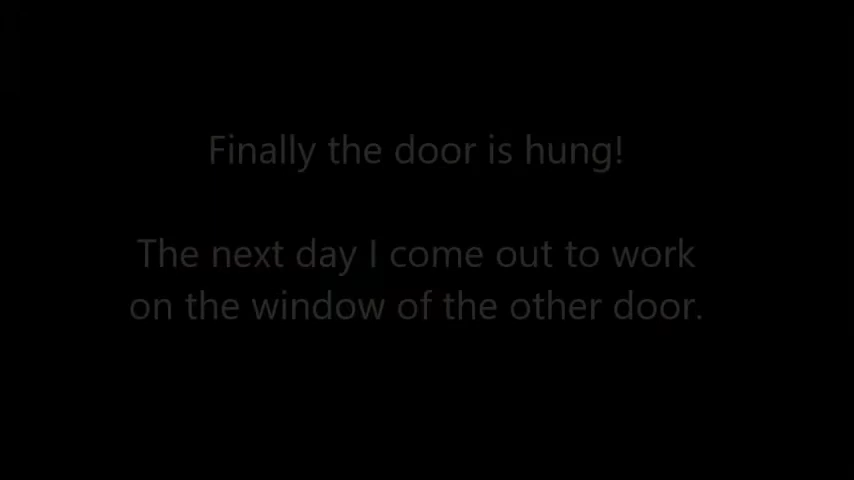 Finally the door is hung!
The next day I come out to work
on the window of the other door.